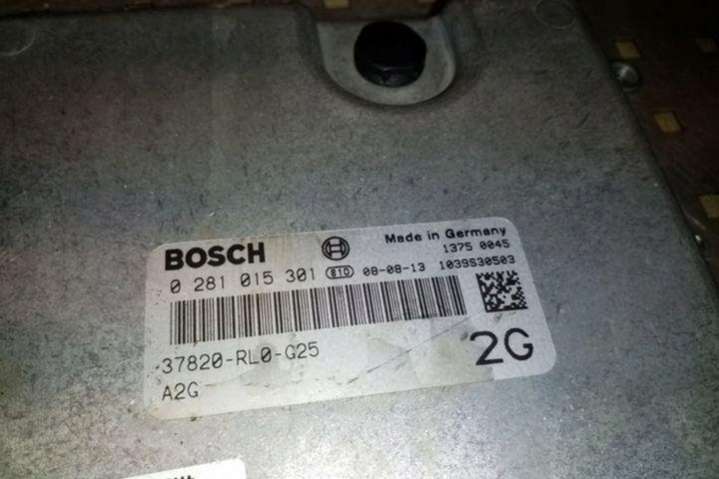 BOSCH Made in Germany
1375 0045
0 281 015 301 810 08-08-13 1039S30503
37820-RL0-G25
A2G
2G